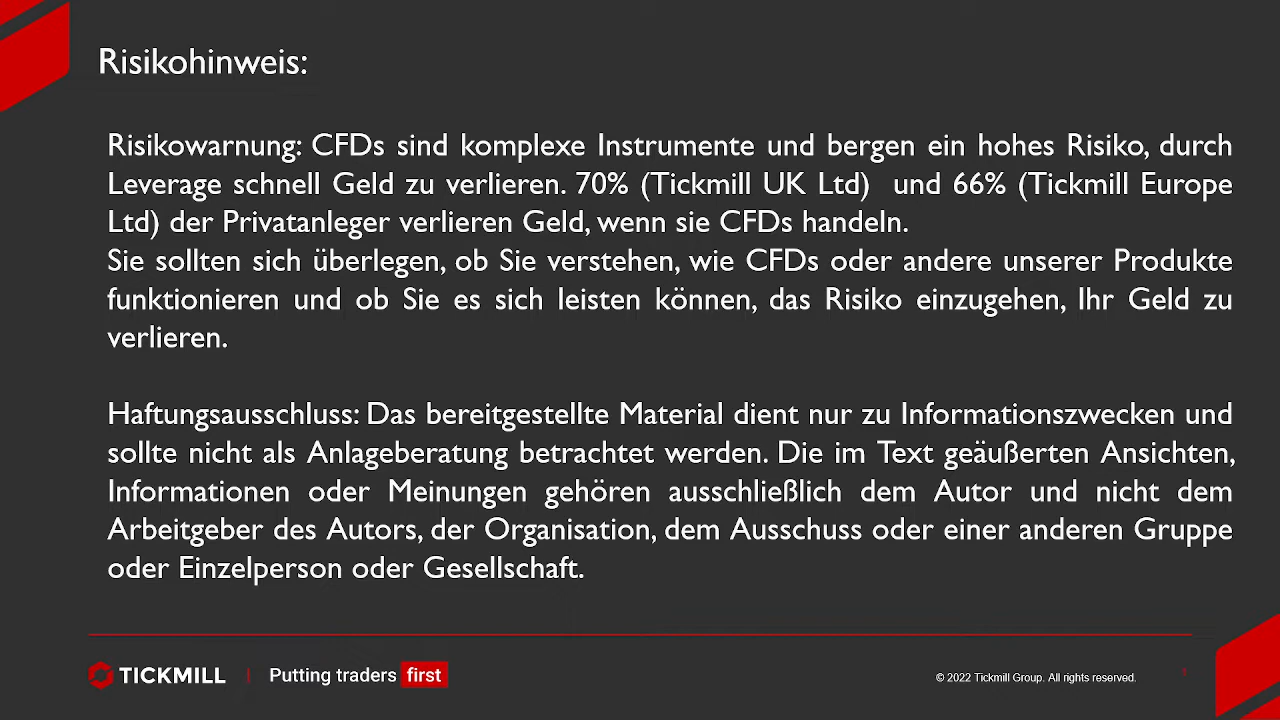 Risikohinweis:
Risikowarnung: CFDs sind komplexe Instrumente und bergen ein hohes Risiko, durch
Leverage schnell Geld zu verlieren. 70% (Tickmill UK Ltd) und 66% (Tickmill Europe
Ltd) der Privatanleger verlieren Geld, wenn sie CFDs handeln.
Sie sollten sich überlegen, ob Sie verstehen, wie CFDs oder andere unserer Produkte
funktionieren und ob Sie es sich leisten können, das Risiko einzugehen, Ihr Geld zu
verlieren.
Haftungsausschluss: Das bereitgestellte Material dient nur zu Informationszwecken und
sollte nicht als Anlageberatung betrachtet werden. Die im Text geäußerten Ansichten,
Informationen oder Meinungen gehören ausschließlich dem Autor und nicht dem
Arbeitgeber des Autors, der Organisation, dem Ausschuss oder einer anderen Gruppe
oder Einzelperson oder Gesellschaft.
TICKMILL | Putting traders first
© 2022 Tickmill Group. All rights reserved.